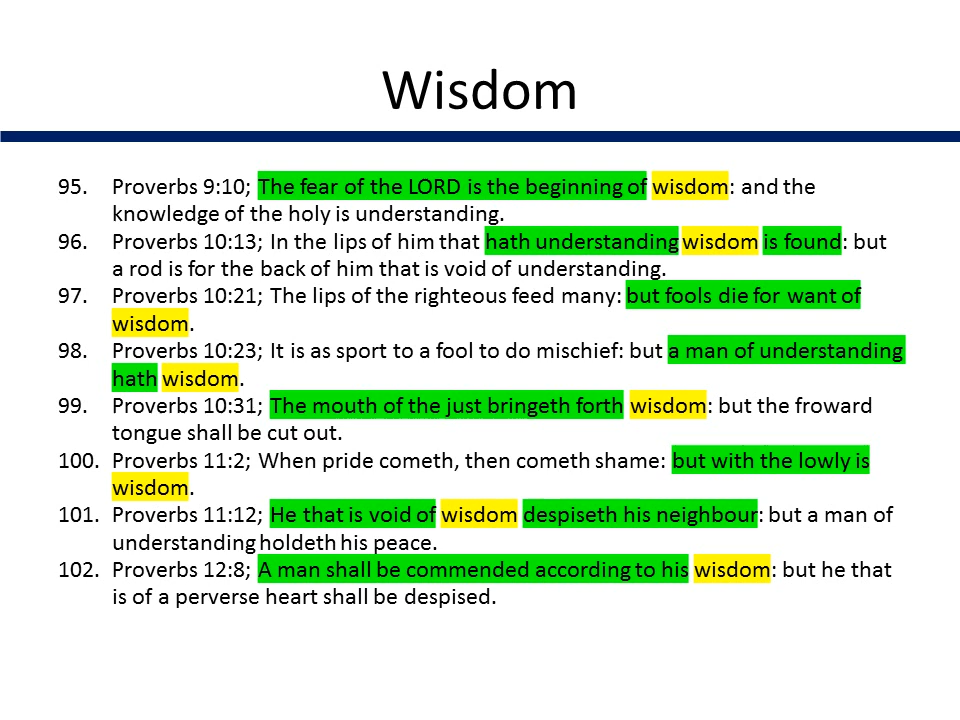 Wisdom
95. Proverbs 9:10; The fear of the LORD is the beginning of wisdom: and the
knowledge of the holy is understanding.
96. Proverbs 10:13; In the lips of him that hath understanding wisdom is found: but
a rod is for the back of him that is void of understanding.
97. Proverbs 10:21; The lips of the righteous feed many: but fools die for want of
wisdom.
98. Proverbs 10:23; It is as sport to a fool to do mischief: but a man of understanding
hath wisdom.
99. Proverbs 10:31; The mouth of the just bringeth forth wisdom: but the froward
tongue shall be cut out.
100. Proverbs 11:2; When pride cometh, then cometh shame: but with the lowly is
wisdom.
101. Proverbs 11:12; He that is void of wisdom despiseth his neighbour: but a man of
understanding holdeth his peace.
102. Proverbs 12:8; A man shall be commended according to his wisdom: but he that
is of a perverse heart shall be despised.